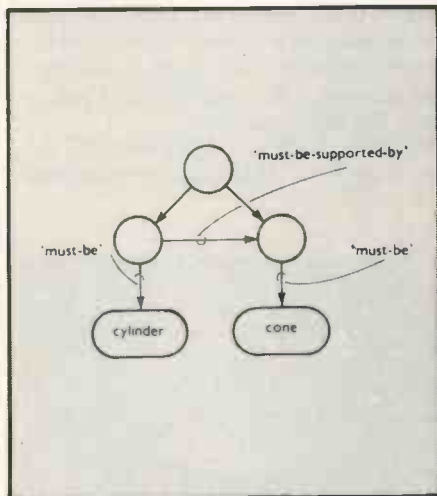 'must-be-supported-by'
'must-be'
'must-be'
cylinder
cone